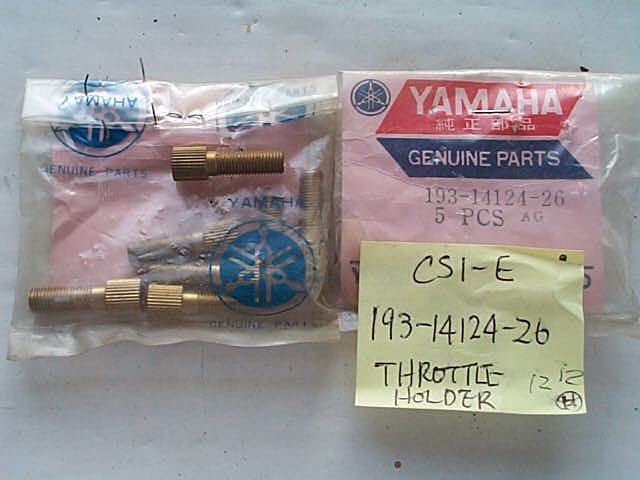 YAMAHA
GENUINE PARTS
YAMAHA
GENUINE PARTS
YAMAHA
純正部品
GENUINE PARTS
193-14124-26
5 PCS AG
CS1-E
193-14124-26
THROTTLE
HOLDER
12 12
H